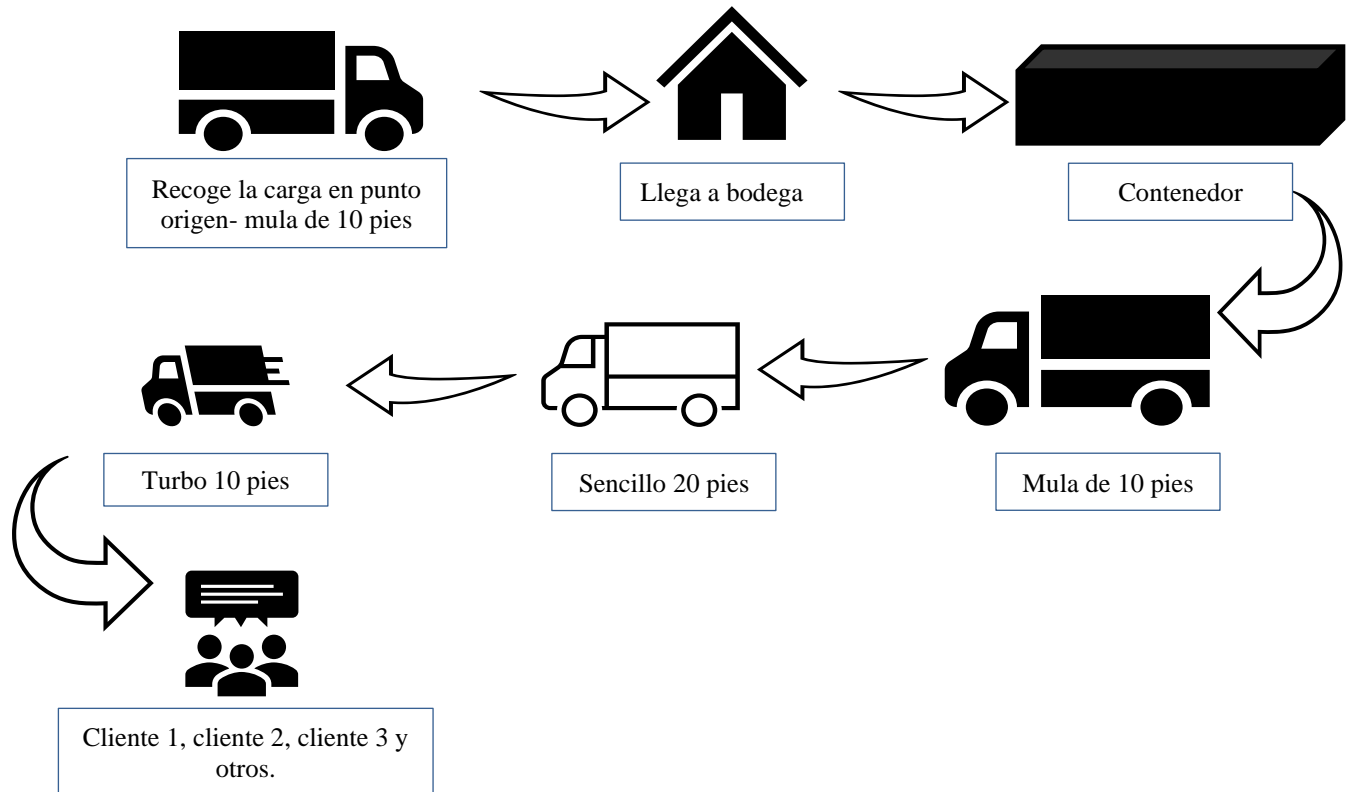 Recoge la carga en punto
origen- mula de 10 pies
Llega a bodega
Contenedor
Mula de 10 pies
Sencillo 20 pies
Turbo 10 pies
Cliente 1, cliente 2, cliente 3 y
otros.